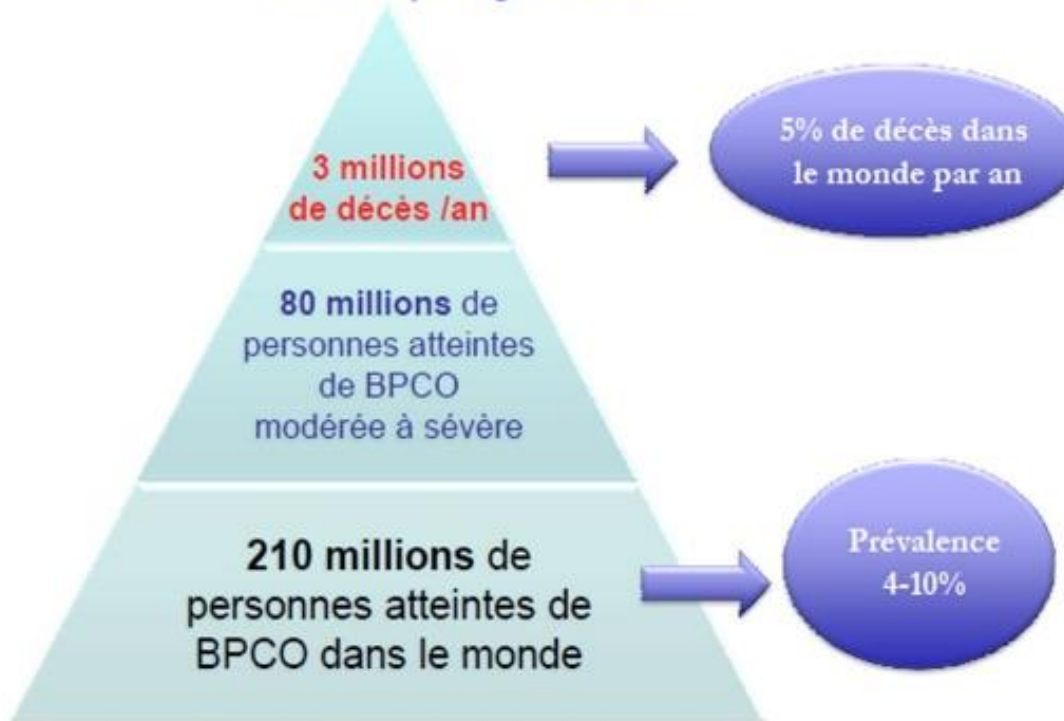 3 millions
de décès /an
5% de décès dans
le monde par an
80 millions de
personnes atteintes
de BPCO
modérée à sévère
210 millions de
personnes atteintes de
BPCO dans le monde
Prévalence
4-10%